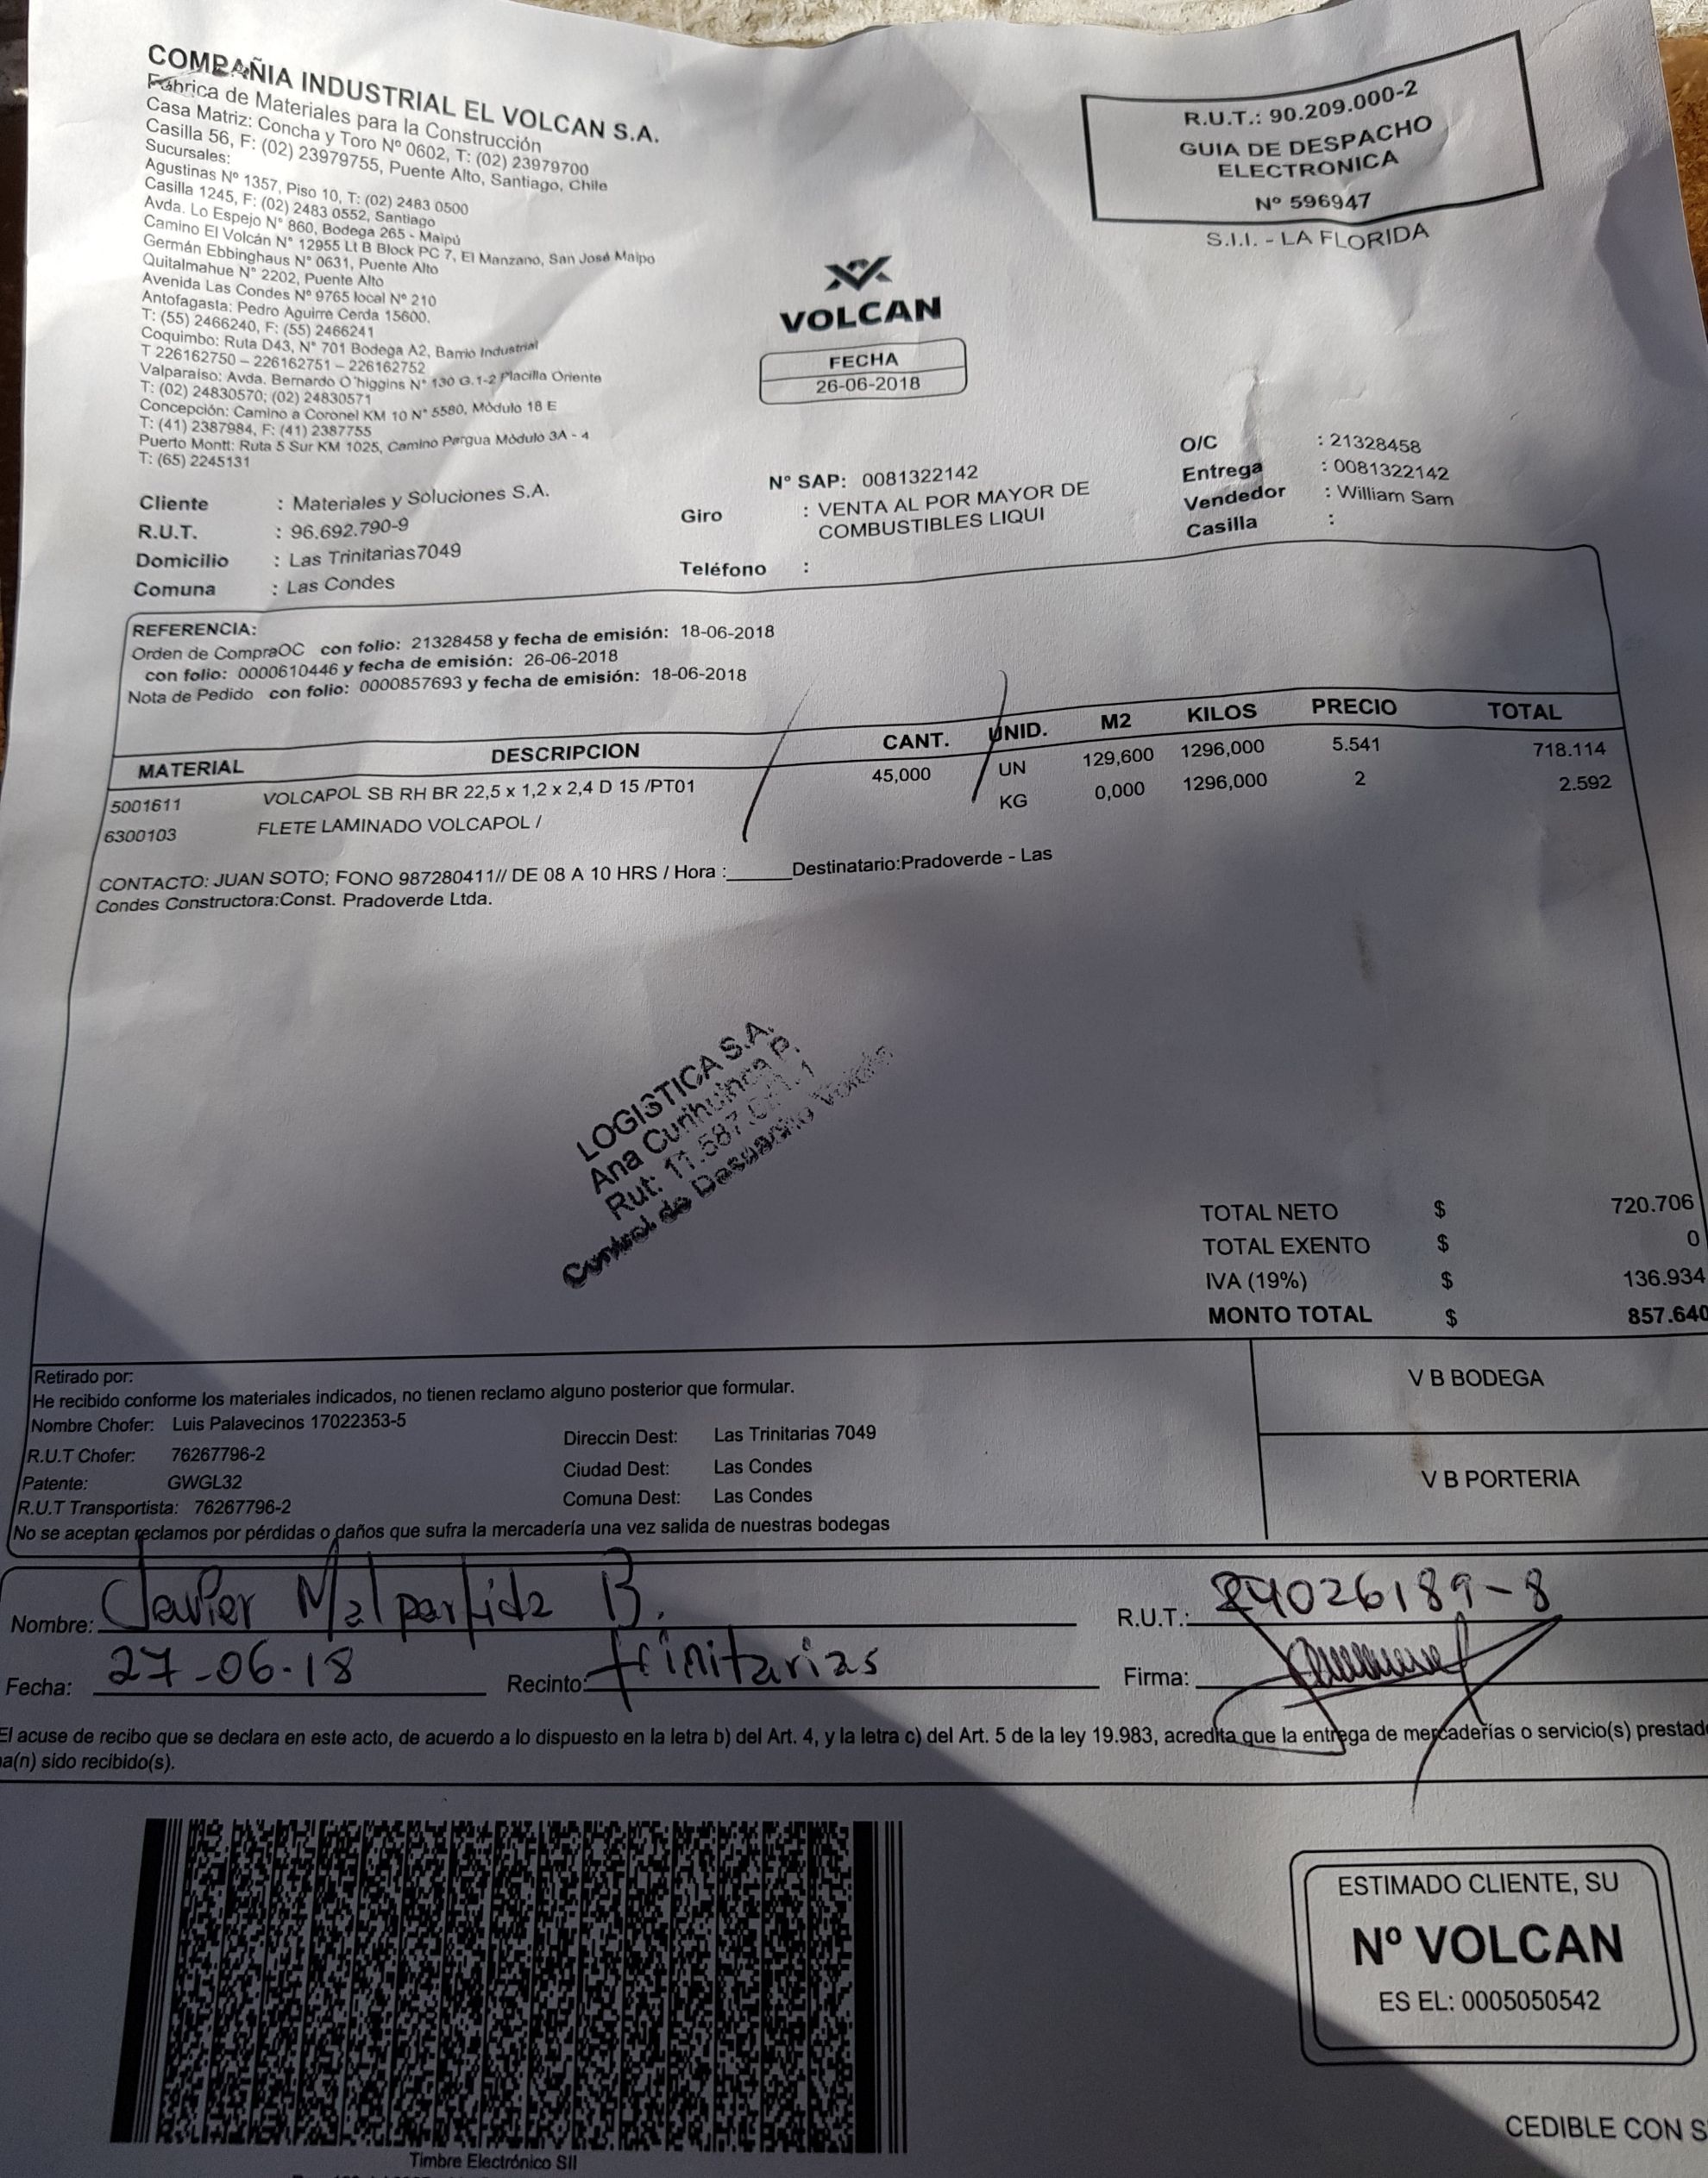 COMPAÑIA INDUSTRIAL EL VOLCAN S.A.
Fábrica de Materiales para la Construcción
Casa Matriz: Concha y Toro Nº 0602, T: (02) 23979700
Casilla 56, F: (02) 23979755, Puente Alto, Santiago, Chile
Sucursales:
Agustinas Nº 1357, Piso 10, T: (02) 2483 0500
Casilla 1245, F: (02) 2483 0552, Santiago
Avda. Lo Espejo N° 860, Bodega 265 - Maipú
Camino El Volcán N° 12955 Lt B Block PC 7, El Manzano, San José Maipo
Germán Ebbinghaus N° 0631, Puente Alto
Quitalmahue N° 2202, Puente Alto
Avenida Las Condes Nº 9765 local Nº 210
Antofagasta: Pedro Aguirre Cerda 15600.
T: (55) 2466240, F: (55) 2466241
Coquimbo: Ruta D43, N° 701 Bodega A2, Barrio Industrial
T 226162750 – 226162751 – 226162752
Valparaíso: Avda. Bernardo O'higgins N° 130 G.1-2 Placilla Oriente
T: (02) 24830570; (02) 24830571
Concepción: Camino a Coronel KM 10 N° 5580, Módulo 18 E
T: (41) 2387984, F: (41) 2387755
Puerto Montt: Ruta 5 Sur KM 1025, Camino Pargua Módulo 3A - 4
T: (65) 2245131
R.U.T.: 90.209.000-2
GUIA DE DESPACHO
ELECTRONICA
Nº 596947
S.I.I. - LA FLORIDA
VOLCAN
FECHA
26-06-2018
Cliente : Materiales y Soluciones S.A.
R.U.T. : 96.692.790-9
Domicilio : Las Trinitarias7049
Comuna : Las Condes
N° SAP: 0081322142
Giro : VENTA AL POR MAYOR DE
COMBUSTIBLES LIQUI
Teléfono :
O/C : 21328458
Entrega : 0081322142
Vendedor : William Sam
Casilla :
REFERENCIA:
Orden de CompraOC con folio: 21328458 y fecha de emisión: 18-06-2018
con folio: 0000610446 y fecha de emisión: 26-06-2018
Nota de Pedido con folio: 0000857693 y fecha de emisión: 18-06-2018
MATERIAL DESCRIPCION CANT. UNID. M2 KILOS PRECIO TOTAL
5001611 VOLCAPOL SB RH BR 22,5 x 1,2 x 2,4 D 15 /PT01 45,000 UN 129,600 1296,000 5.541 718.114
6300103 FLETE LAMINADO VOLCAPOL / KG 0,000 1296,000 2 2.592
CONTACTO: JUAN SOTO; FONO 987280411// DE 08 A 10 HRS / Hora :______Destinatario:Pradoverde - Las
Condes Constructora:Const. Pradoverde Ltda.
LOGISTICA S.A.
Ana Curihuinca P.
Rut: 11.587.
Control de Despacho Volcán
TOTAL NETO $ 720.706
TOTAL EXENTO $ 0
IVA (19%) $ 136.934
MONTO TOTAL $ 857.640
Retirado por:
He recibido conforme los materiales indicados, no tienen reclamo alguno posterior que formular.
Nombre Chofer: Luis Palavecinos 17022353-5
R.U.T Chofer: 76267796-2
Patente: GWGL32
R.U.T Transportista: 76267796-2
Direccin Dest: Las Trinitarias 7049
Ciudad Dest: Las Condes
Comuna Dest: Las Condes
No se aceptan reclamos por pérdidas o daños que sufra la mercadería una vez salida de nuestras bodegas
V B BODEGA
V B PORTERIA
Nombre: Javier Malpartida B.
R.U.T.: 24026189-8
Fecha: 27-06-18
Recinto: trinitarias
Firma:
El acuse de recibo que se declara en este acto, de acuerdo a lo dispuesto en la letra b) del Art. 4, y la letra c) del Art. 5 de la ley 19.983, acredita que la entrega de mercaderías o servicio(s) prestad
ha(n) sido recibido(s).
Timbre Electrónico SII
ESTIMADO CLIENTE, SU
Nº VOLCAN
ES EL: 0005050542
CEDIBLE CON S